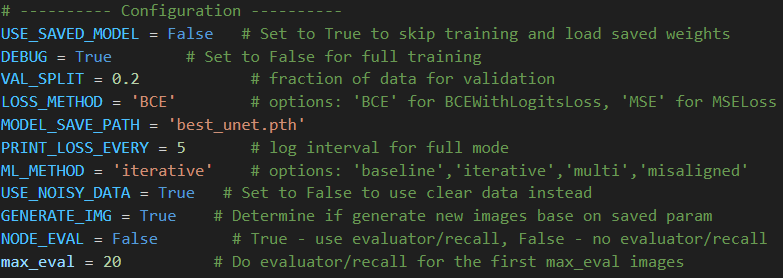 # ---------- Configuration ----------
USE_SAVED_MODEL = False   # Set to True to skip training and load saved weights
DEBUG = True         # Set to False for full training
VAL_SPLIT = 0.2            # fraction of data for validation
LOSS_METHOD = 'BCE'        # options: 'BCE' for BCEWithLogitsLoss, 'MSE' for MSELoss
MODEL_SAVE_PATH = 'best_unet.pth'
PRINT_LOSS_EVERY = 5       # log interval for full mode
ML_METHOD = 'iterative'    # options: 'baseline','iterative','multi','misaligned'
USE_NOISY_DATA = True   # Set to False to use clear data instead
GENERATE_IMG = True    # Determine if generate new images base on saved param
NODE_EVAL = False        # True - use evaluator/recall, False - no evaluator/recall
max_eval = 20          # Do evaluator/recall for the first max_eval images